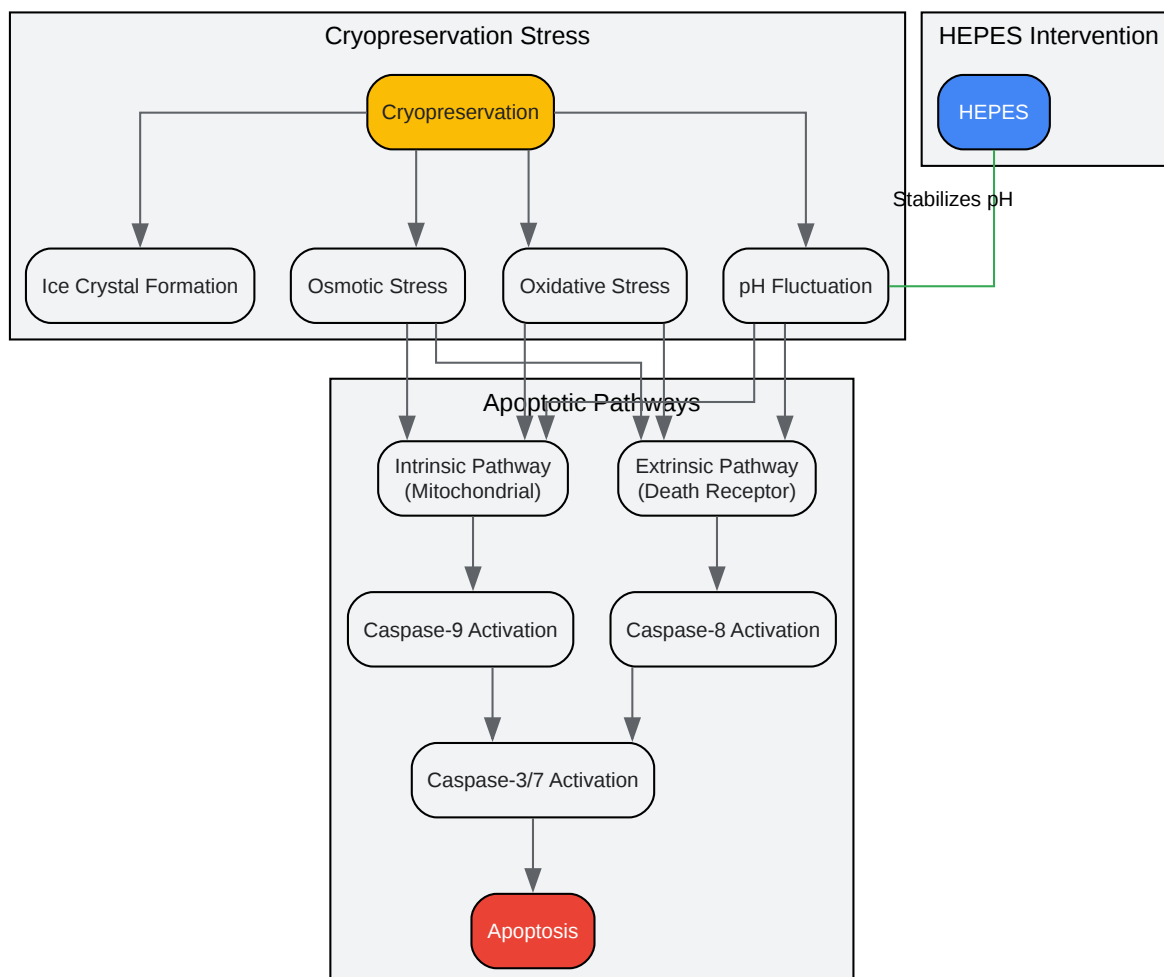 Cryopreservation Stress
HEPES Intervention
Cryopreservation
HEPES
Stabilizes pH
Ice Crystal Formation
Osmotic Stress
Oxidative Stress
pH Fluctuation
Apoptotic Pathways
Intrinsic Pathway
(Mitochondrial)
Extrinsic Pathway
(Death Receptor)
Caspase-9 Activation
Caspase-8 Activation
Caspase-3/7 Activation
Apoptosis